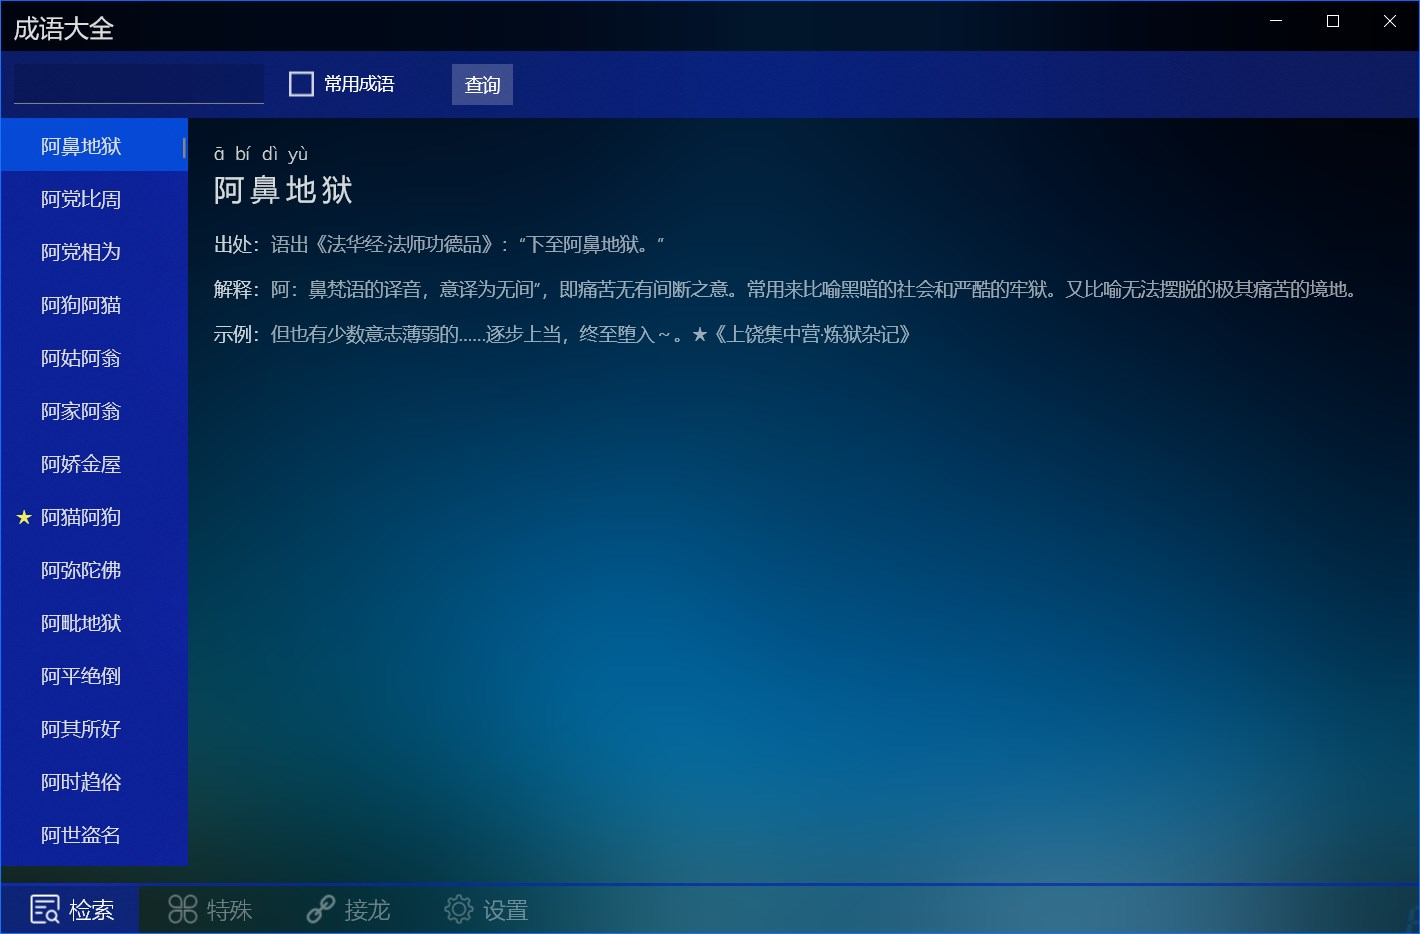 成语大全
常用成语 查询
阿鼻地狱
阿党比周
阿党相为
阿狗阿猫
阿姑阿翁
阿家阿翁
阿娇金屋
★ 阿猫阿狗
阿弥陀佛
阿毗地狱
阿平绝倒
阿其所好
阿时趋俗
阿世盗名
ā bí dì yù
阿鼻地狱
出处：语出《法华经·法师功德品》：“下至阿鼻地狱。”
解释：阿：鼻梵语的译音，意译为无间”，即痛苦无有间断之意。常用来比喻黑暗的社会和严酷的牢狱。又比喻无法摆脱的极其痛苦的境地。
示例：但也有少数意志薄弱的……逐步上当，终至堕入～。★《上饶集中营·炼狱杂记》
检索 特殊 接龙 设置